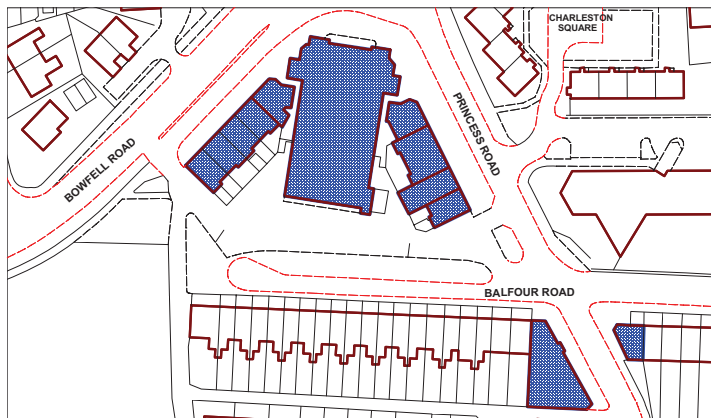 CHARLESTON
SQUARE
PRINCESS ROAD
BOWFELL ROAD
BALFOUR ROAD